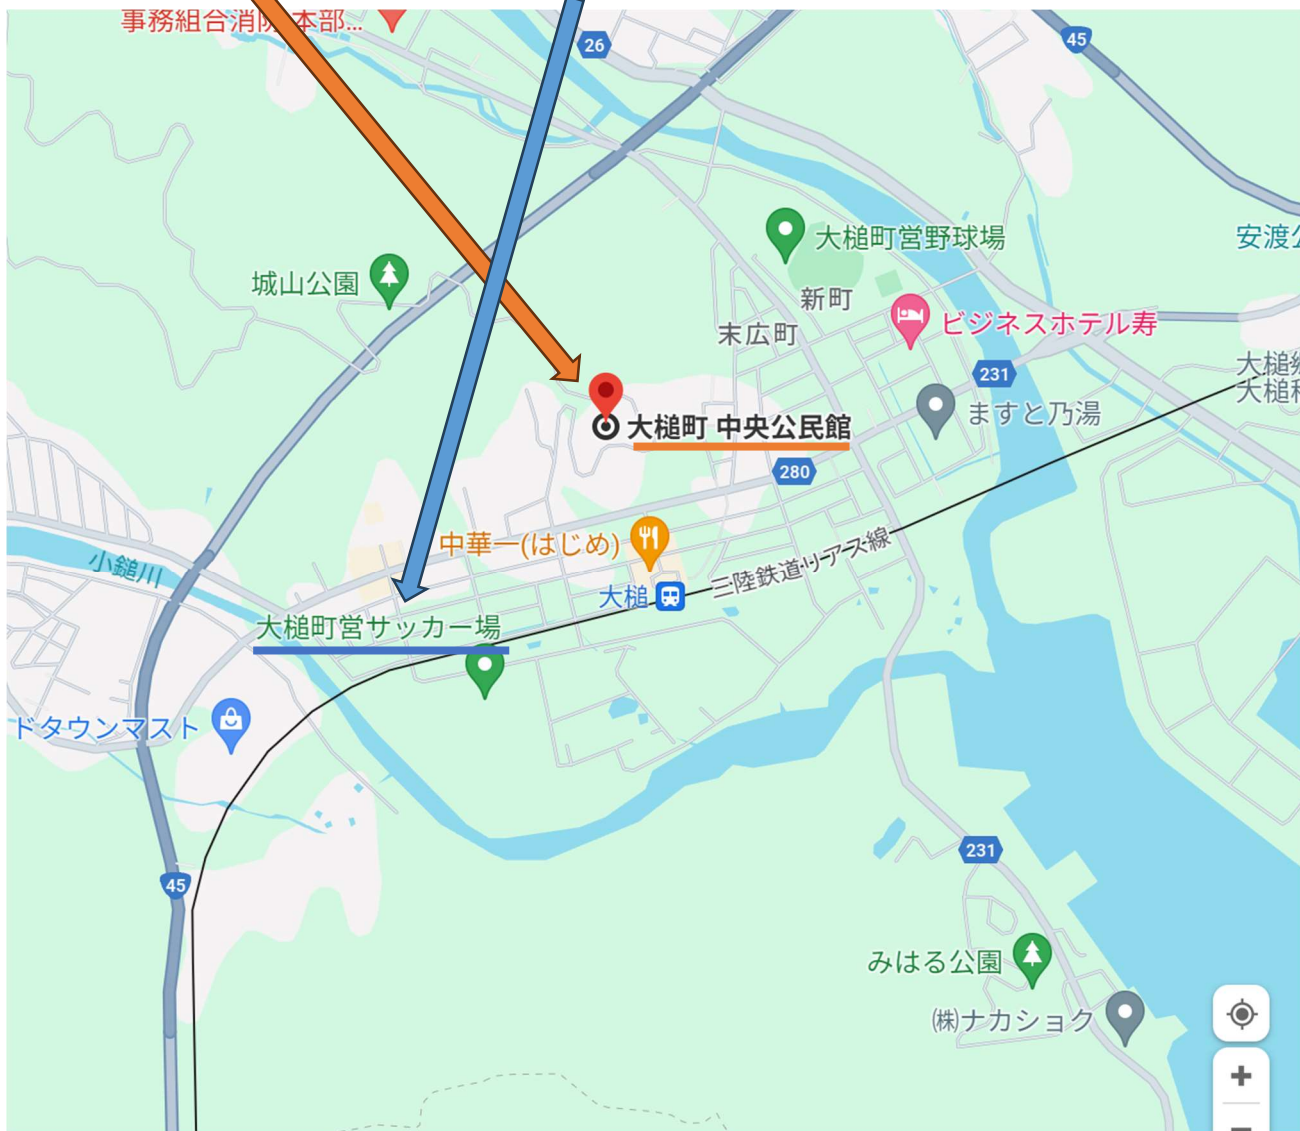 事務組合消防本部...
26
45
大槌町営野球場
安渡公
城山公園
新町
ビジネスホテル寿
末広町
231
大槌
大槌
ますと乃湯
大槌町 中央公民館
280
中華一(はじめ)
三陸鉄道リアス線
小鎚川
大槌
大槌町営サッカー場
ドタウンマスト
231
45
みはる公園
㈱ナカショク